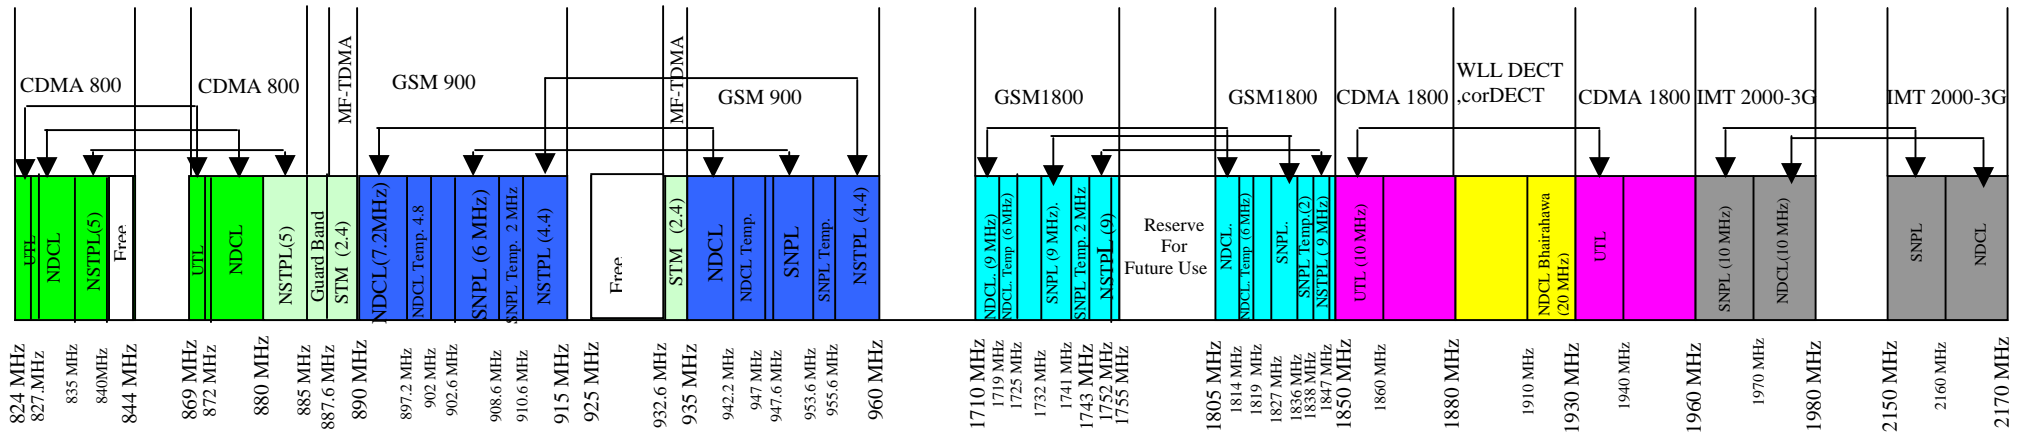 CDMA 800
CDMA 800
MF-TDMA
GSM 900
MF-TDMA
GSM 900
GSM1800
GSM1800
CDMA 1800
WLL DECT
,corDECT
CDMA 1800
IMT 2000-3G
IMT 2000-3G
UTL
NDCL
NSTPL(5)
Free
UTL
NDCL
NSTPL(5)
Guard Band
STM (2.4)
NDCL(7.2MHz)
NDCL Temp. 4.8
SNPL (6 MHz)
SNPL Temp. 2 MHz
NSTPL (4.4)
Free
STM (2.4)
NDCL
NDCL Temp.
SNPL
SNPL Temp.
NSTPL (4.4)
NDCL. (9 MHz)
NDCL. Temp (6 MHz)
SNPL (9 MHz).
SNPL Temp. 2 MHz
NSTPL (9)
Reserve
For
Future Use
NDCL.
NDCL. Temp (6 MHz)
SNPL.
SNPL Temp.(2)
NSTPL ( 9 MHz)
UTL (10 MHz)
NDCL Bhairahawa
(20 MHz)
UTL
SNPL (10 MHz)
NDCL(10 MHz)
SNPL
NDCL
824 MHz
827.MHz
835 MHz
840MHz
844 MHz
869 MHz
872 MHz
880 MHz
885 MHz
887.6 MHz
890 MHz
897.2 MHz
902 MHz
902.6 MHz
908.6 MHz
910.6 MHz
915 MHz
925 MHz
932.6 MHz
935 MHz
942.2 MHz
947 MHz
947.6 MHz
953.6 MHz
955.6 MHz
960 MHz
1710 MHz
1719 MHz
1725 MHz
1732 MHz
1741 MHz
1743 MHz
1752 MHz
1755 MHz
1805 MHz
1814 MHz
1819 MHz
1827 MHz
1836 MHz
1838 MHz
1847 MHz
1850 MHz
1860 MHz
1880 MHz
1910 MHz
1930 MHz
1940 MHz
1960 MHz
1970 MHz
1980 MHz
2150 MHz
2160 MHz
2170 MHz